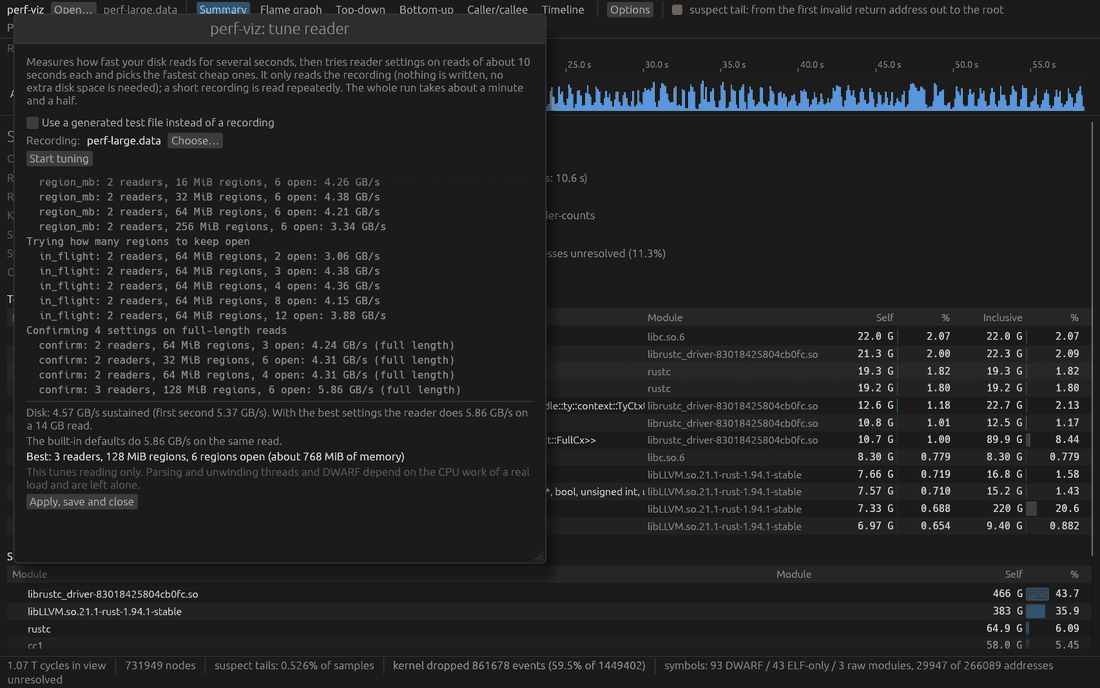 perf-viz Open... perf-large.data Summary Flame graph Top-down Bottom-up Caller/callee Timeline Options suspect tail: from the first invalid return address out to the root
perf-viz: tune reader
Measures how fast your disk reads for several seconds, then tries reader settings on reads of about 10
seconds each and picks the fastest cheap ones. It only reads the recording (nothing is written, no
extra disk space is needed); a short recording is read repeatedly. The whole run takes about a minute
and a half.
Use a generated test file instead of a recording
Recording: perf-large.data Choose...
Start tuning
region_mb: 2 readers, 16 MiB regions, 6 open: 4.26 GB/s
region_mb: 2 readers, 32 MiB regions, 6 open: 4.38 GB/s
region_mb: 2 readers, 64 MiB regions, 6 open: 4.21 GB/s
region_mb: 2 readers, 256 MiB regions, 6 open: 3.34 GB/s
Trying how many regions to keep open
in_flight: 2 readers, 64 MiB regions, 2 open: 3.06 GB/s
in_flight: 2 readers, 64 MiB regions, 3 open: 4.38 GB/s
in_flight: 2 readers, 64 MiB regions, 4 open: 4.36 GB/s
in_flight: 2 readers, 64 MiB regions, 8 open: 4.15 GB/s
in_flight: 2 readers, 64 MiB regions, 12 open: 3.88 GB/s
Confirming 4 settings on full-length reads
confirm: 2 readers, 64 MiB regions, 3 open: 4.24 GB/s (full length)
confirm: 2 readers, 32 MiB regions, 6 open: 4.31 GB/s (full length)
confirm: 2 readers, 64 MiB regions, 4 open: 4.31 GB/s (full length)
confirm: 3 readers, 128 MiB regions, 6 open: 5.86 GB/s (full length)
Disk: 4.57 GB/s sustained (first second 5.37 GB/s). With the best settings the reader does 5.86 GB/s on
a 14 GB read.
The built-in defaults do 5.86 GB/s on the same read.
Best: 3 readers, 128 MiB regions, 6 regions open (about 768 MiB of memory)
This tunes reading only. Parsing and unwinding threads and DWARF depend on the CPU work of a real
load and are left alone.
Apply, save and close
25.0 s 30.0 s 35.0 s 40.0 s 45.0 s 50.0 s 55.0 s
s: 10.6 s)
er-counts
sses unresolved (11.3%)
Module Self % Inclusive %
libc.so.6 22.0 G 2.07 22.0 G 2.07
librustc_driver-83018425804cb0fc.so 21.3 G 2.00 22.3 G 2.09
rustc 19.3 G 1.82 19.3 G 1.82
rustc 19.2 G 1.80 19.2 G 1.80
dle::ty::context::TyCtxt librustc_driver-83018425804cb0fc.so 12.6 G 1.18 22.7 G 2.13
librustc_driver-83018425804cb0fc.so 10.8 G 1.01 12.5 G 1.17
t::FullCx>> librustc_driver-83018425804cb0fc.so 10.7 G 1.00 89.9 G 8.44
libc.so.6 8.30 G 0.779 8.30 G 0.779
libLLVM.so.21.1-rust-1.94.1-stable 7.66 G 0.719 16.8 G 1.58
*, bool, unsigned int, libLLVM.so.21.1-rust-1.94.1-stable 7.57 G 0.710 15.2 G 1.43
libLLVM.so.21.1-rust-1.94.1-stable 7.33 G 0.688 220 G 20.6
libLLVM.so.21.1-rust-1.94.1-stable 6.97 G 0.654 9.40 G 0.882
Module Module Self %
librustc_driver-83018425804cb0fc.so 466 G 43.7
libLLVM.so.21.1-rust-1.94.1-stable 383 G 35.9
rustc 64.9 G 6.09
cc1 58.0 G 5.45
1.07 T cycles in view 731949 nodes suspect tails: 0.526% of samples kernel dropped 861678 events (59.5% of 1449402) symbols: 93 DWARF / 43 ELF-only / 3 raw modules, 29947 of 266089 addresses
unresolved